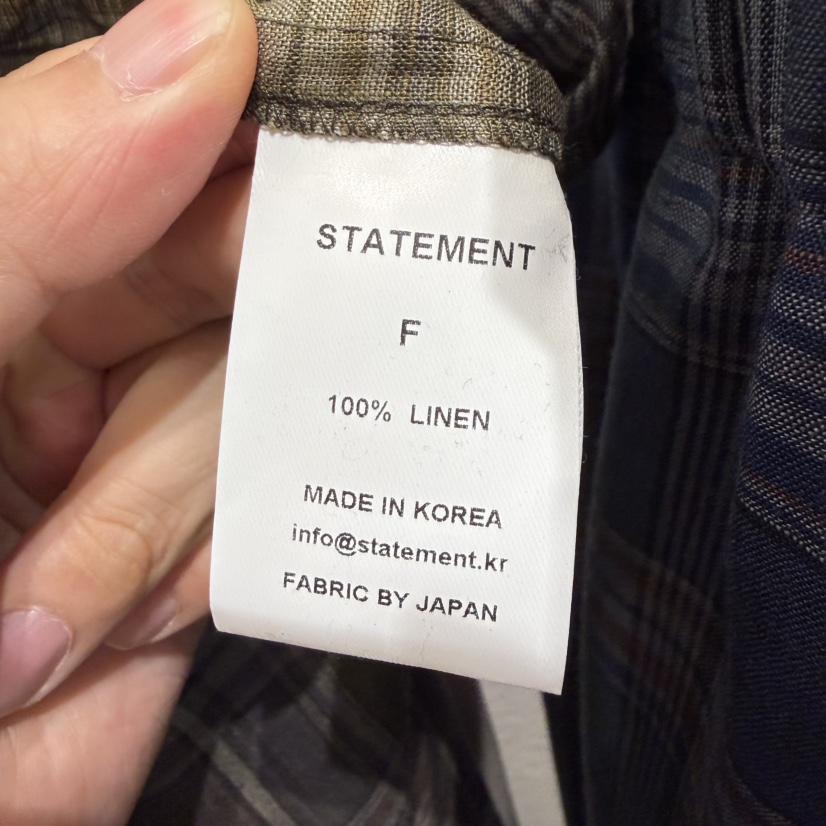 STATEMENT
F
100% LINEN
MADE IN KOREA
info@statement.kr
FABRIC BY JAPAN